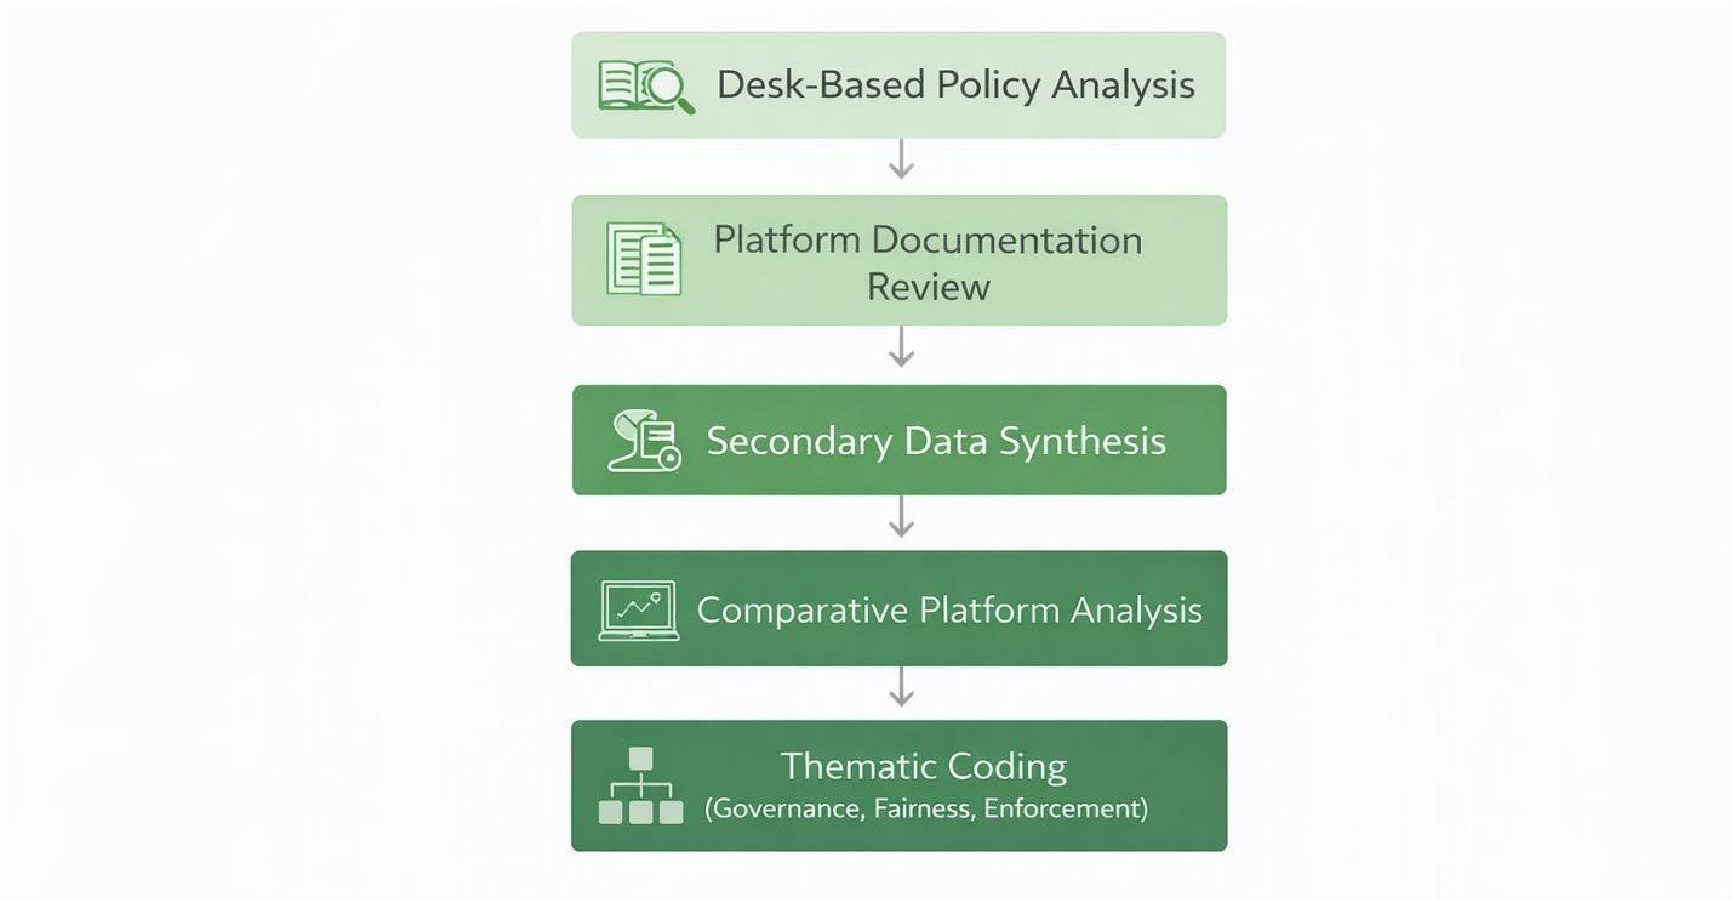 Desk-Based Policy Analysis
Platform Documentation
Review
Secondary Data Synthesis
Comparative Platform Analysis
Thematic Coding
(Governance, Fairness, Enforcement)